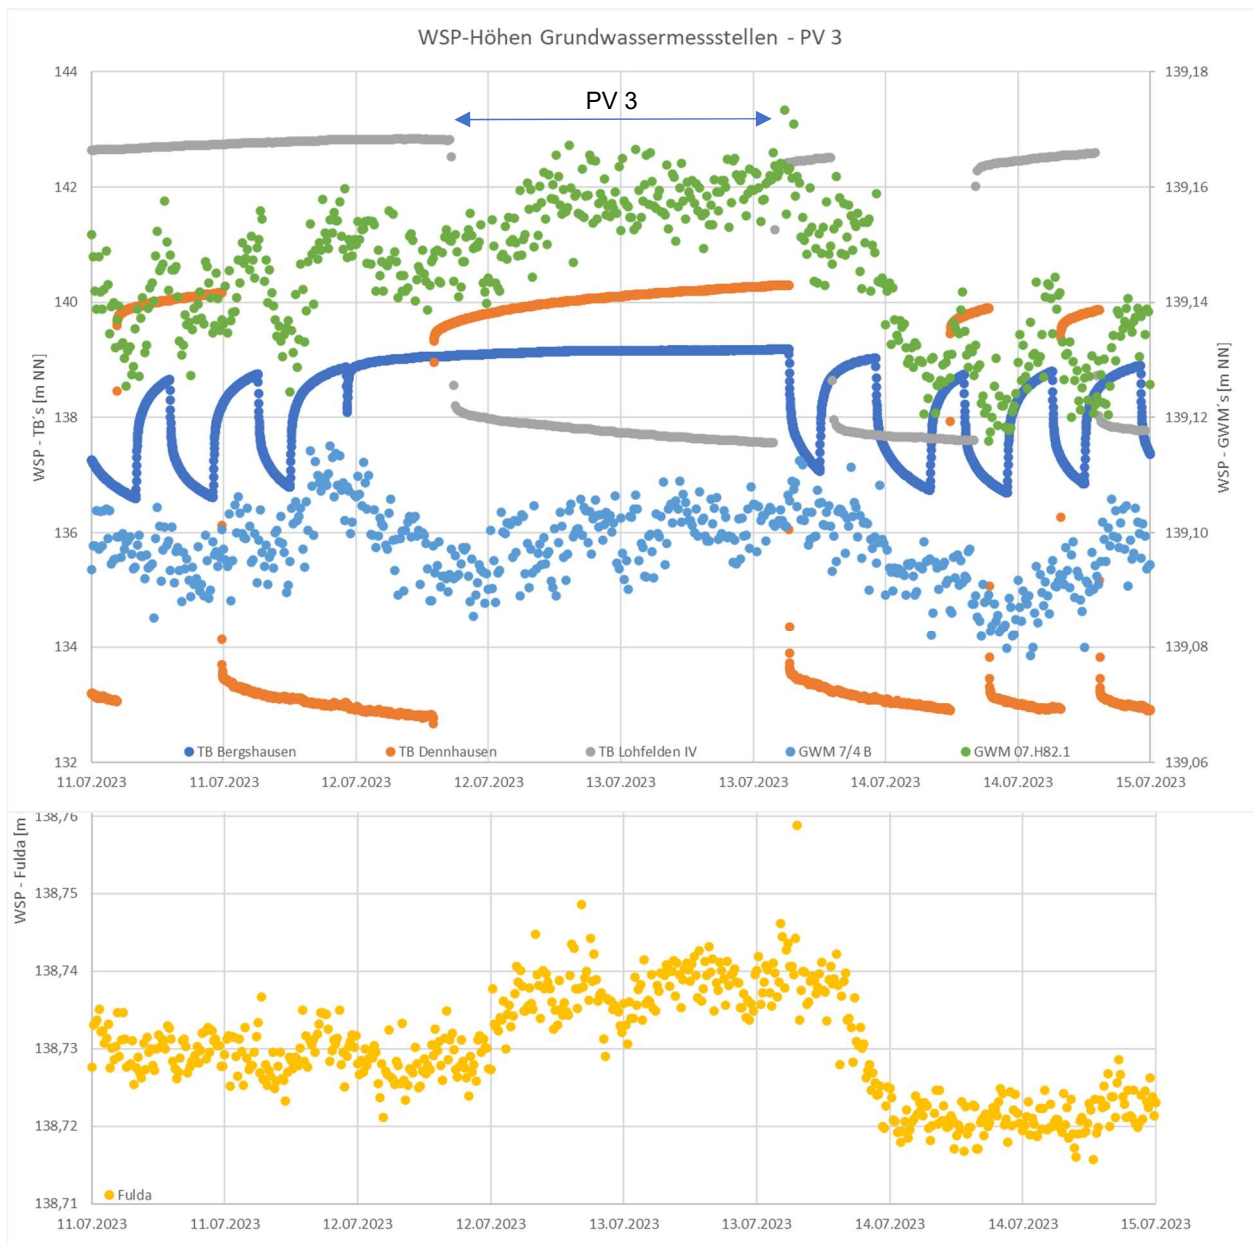 WSP-Höhen Grundwassermessstellen - PV 3
144
142
140
138
136
134
132
WSP - TB´s [m NN]
PV 3
139,18
139,16
139,14
139,12
139,10
139,08
139,06
WSP - GWM´s [m NN]
TB Bergshausen TB Dennhausen TB Lohfelden IV GWM 7/4 B GWM 07.H82.1
11.07.2023 11.07.2023 12.07.2023 12.07.2023 13.07.2023 13.07.2023 14.07.2023 14.07.2023 15.07.2023
138,76
138,75
138,74
138,73
138,72
138,71
WSP - Fulda [m
Fulda
11.07.2023 11.07.2023 12.07.2023 12.07.2023 13.07.2023 13.07.2023 14.07.2023 14.07.2023 15.07.2023